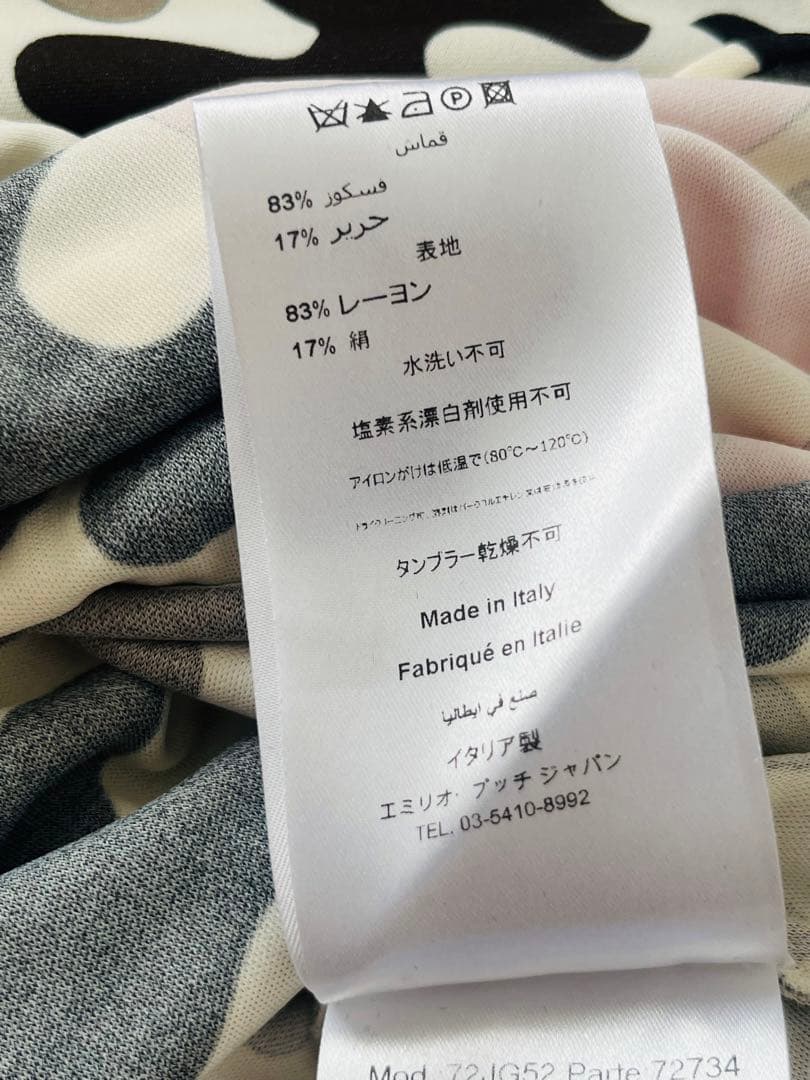 قماش
83% فسكوز
17% حرير
表地
83% レーヨン
17% 絹
水洗い不可
塩素系漂白剤使用不可
アイロンがけは低温で(80℃~120℃)
タンブラー乾燥不可
Made in Italy
Fabriqué en Italie
صنع في ايطاليا
イタリア製
エミリオ・プッチ ジャパン
TEL. 03-5410-8992
Mod. 72JG52 Parte 72734